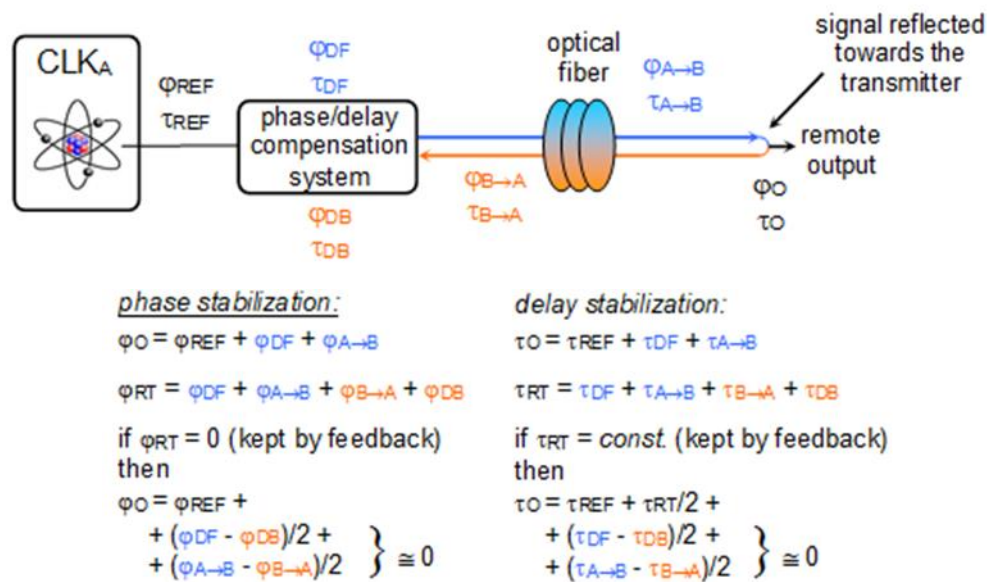 CLKA
φREF
τREF
φDF
τDF
phase/delay
compensation
system
φDB
τDB
optical
fiber
φA→B
τA→B
φB→A
τB→A
signal reflected
towards the
transmitter
remote
output
φO
τO
phase stabilization:
φO = φREF + φDF + φA→B
φRT = φDF + φA→B + φB→A + φDB
if φRT = 0 (kept by feedback)
then
φO = φREF +
+ (φDF - φDB)/2 +
+ (φA→B - φB→A)/2
} ≅ 0
delay stabilization:
τO = τREF + τDF + τA→B
τRT = τDF + τA→B + τB→A + τDB
if τRT = const. (kept by feedback)
then
τO = τREF + τRT/2 +
+ (τDF - τDB)/2 +
+ (τA→B - τB→A)/2
} ≅ 0